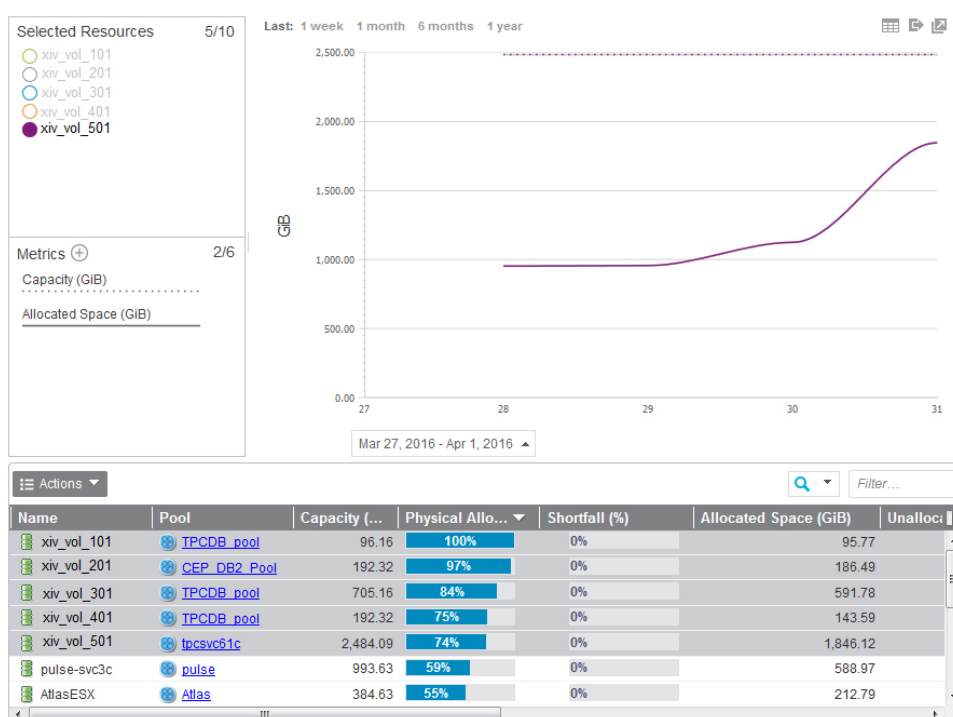 Selected Resources 5/10
xiv_vol_101
xiv_vol_201
xiv_vol_301
xiv_vol_401
xiv_vol_501
Metrics 2/6
Capacity (GiB)
Allocated Space (GiB)
Last: 1 week 1 month 6 months 1 year
2,500.00
2,000.00
1,500.00
1,000.00
500.00
0.00
GiB
27 28 29 30 31
Mar 27, 2016 - Apr 1, 2016
Actions
Filter...
Name Pool Capacity (... Physical Allo... Shortfall (%) Allocated Space (GiB) Unalloca
xiv_vol_101 TPCDB_pool 96.16 100% 0% 95.77
xiv_vol_201 CEP_DB2_Pool 192.32 97% 0% 186.49
xiv_vol_301 TPCDB_pool 705.16 84% 0% 591.78
xiv_vol_401 TPCDB_pool 192.32 75% 0% 143.59
xiv_vol_501 tpcsvc61c 2,484.09 74% 0% 1,846.12
pulse-svc3c pulse 993.63 59% 0% 588.97
AtlasESX Atlas 384.63 55% 0% 212.79